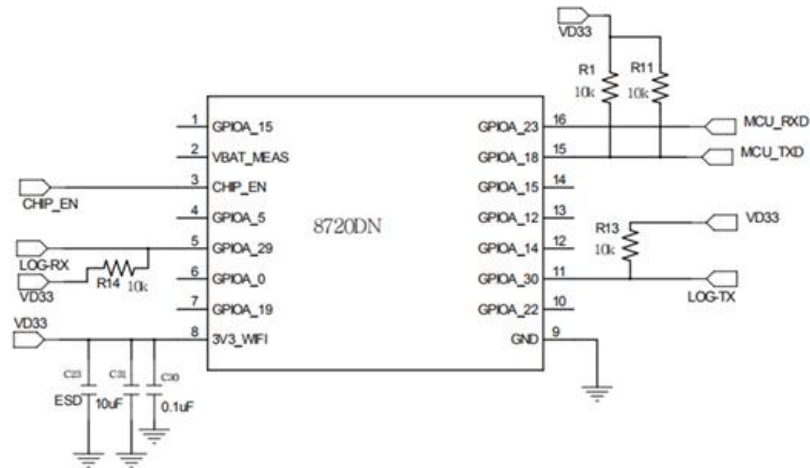 VD33
R1
R11
10k
10k
1
GPIOA_15
GPIOA_23
16
MCU_RXD
2
VBAT_MEAS
GPIOA_18
15
MCU_TXD
3
CHIP_EN
GPIOA_15
14
CHIP_EN
4
GPIOA_5
8720DN
GPIOA_12
13
5
GPIOA_29
GPIOA_14
12
R13
10k
VD33
LOG-RX
6
GPIOA_0
GPIOA_30
11
VD33
R14
10k
LOG-TX
7
GPIOA_19
GPIOA_22
10
VD33
8
3V3_WIFI
GND
9
C23
C31
C30
ESD
10uF
0.1uF